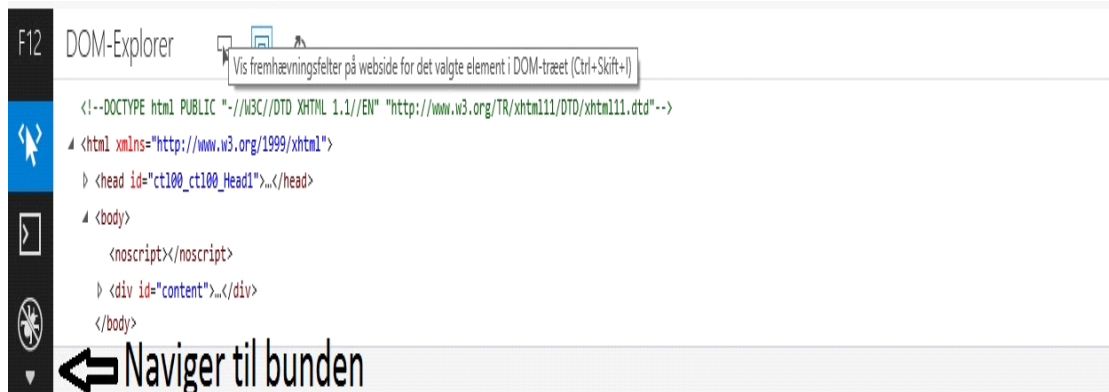 F12 DOM-Explorer
Vis fremhævningsfelter på webside for det valgte element i DOM-træet (Ctrl+Skift+I)
<!--DOCTYPE html PUBLIC "-//W3C//DTD XHTML 1.1//EN" "http://www.w3.org/TR/xhtml11/DTD/xhtml11.dtd"-->
<html xmlns="http://www.w3.org/1999/xhtml">
<head id="ctl00_ctl00_Head1">…</head>
<body>
<noscript></noscript>
<div id="content">…</div>
</body>
Naviger til bunden